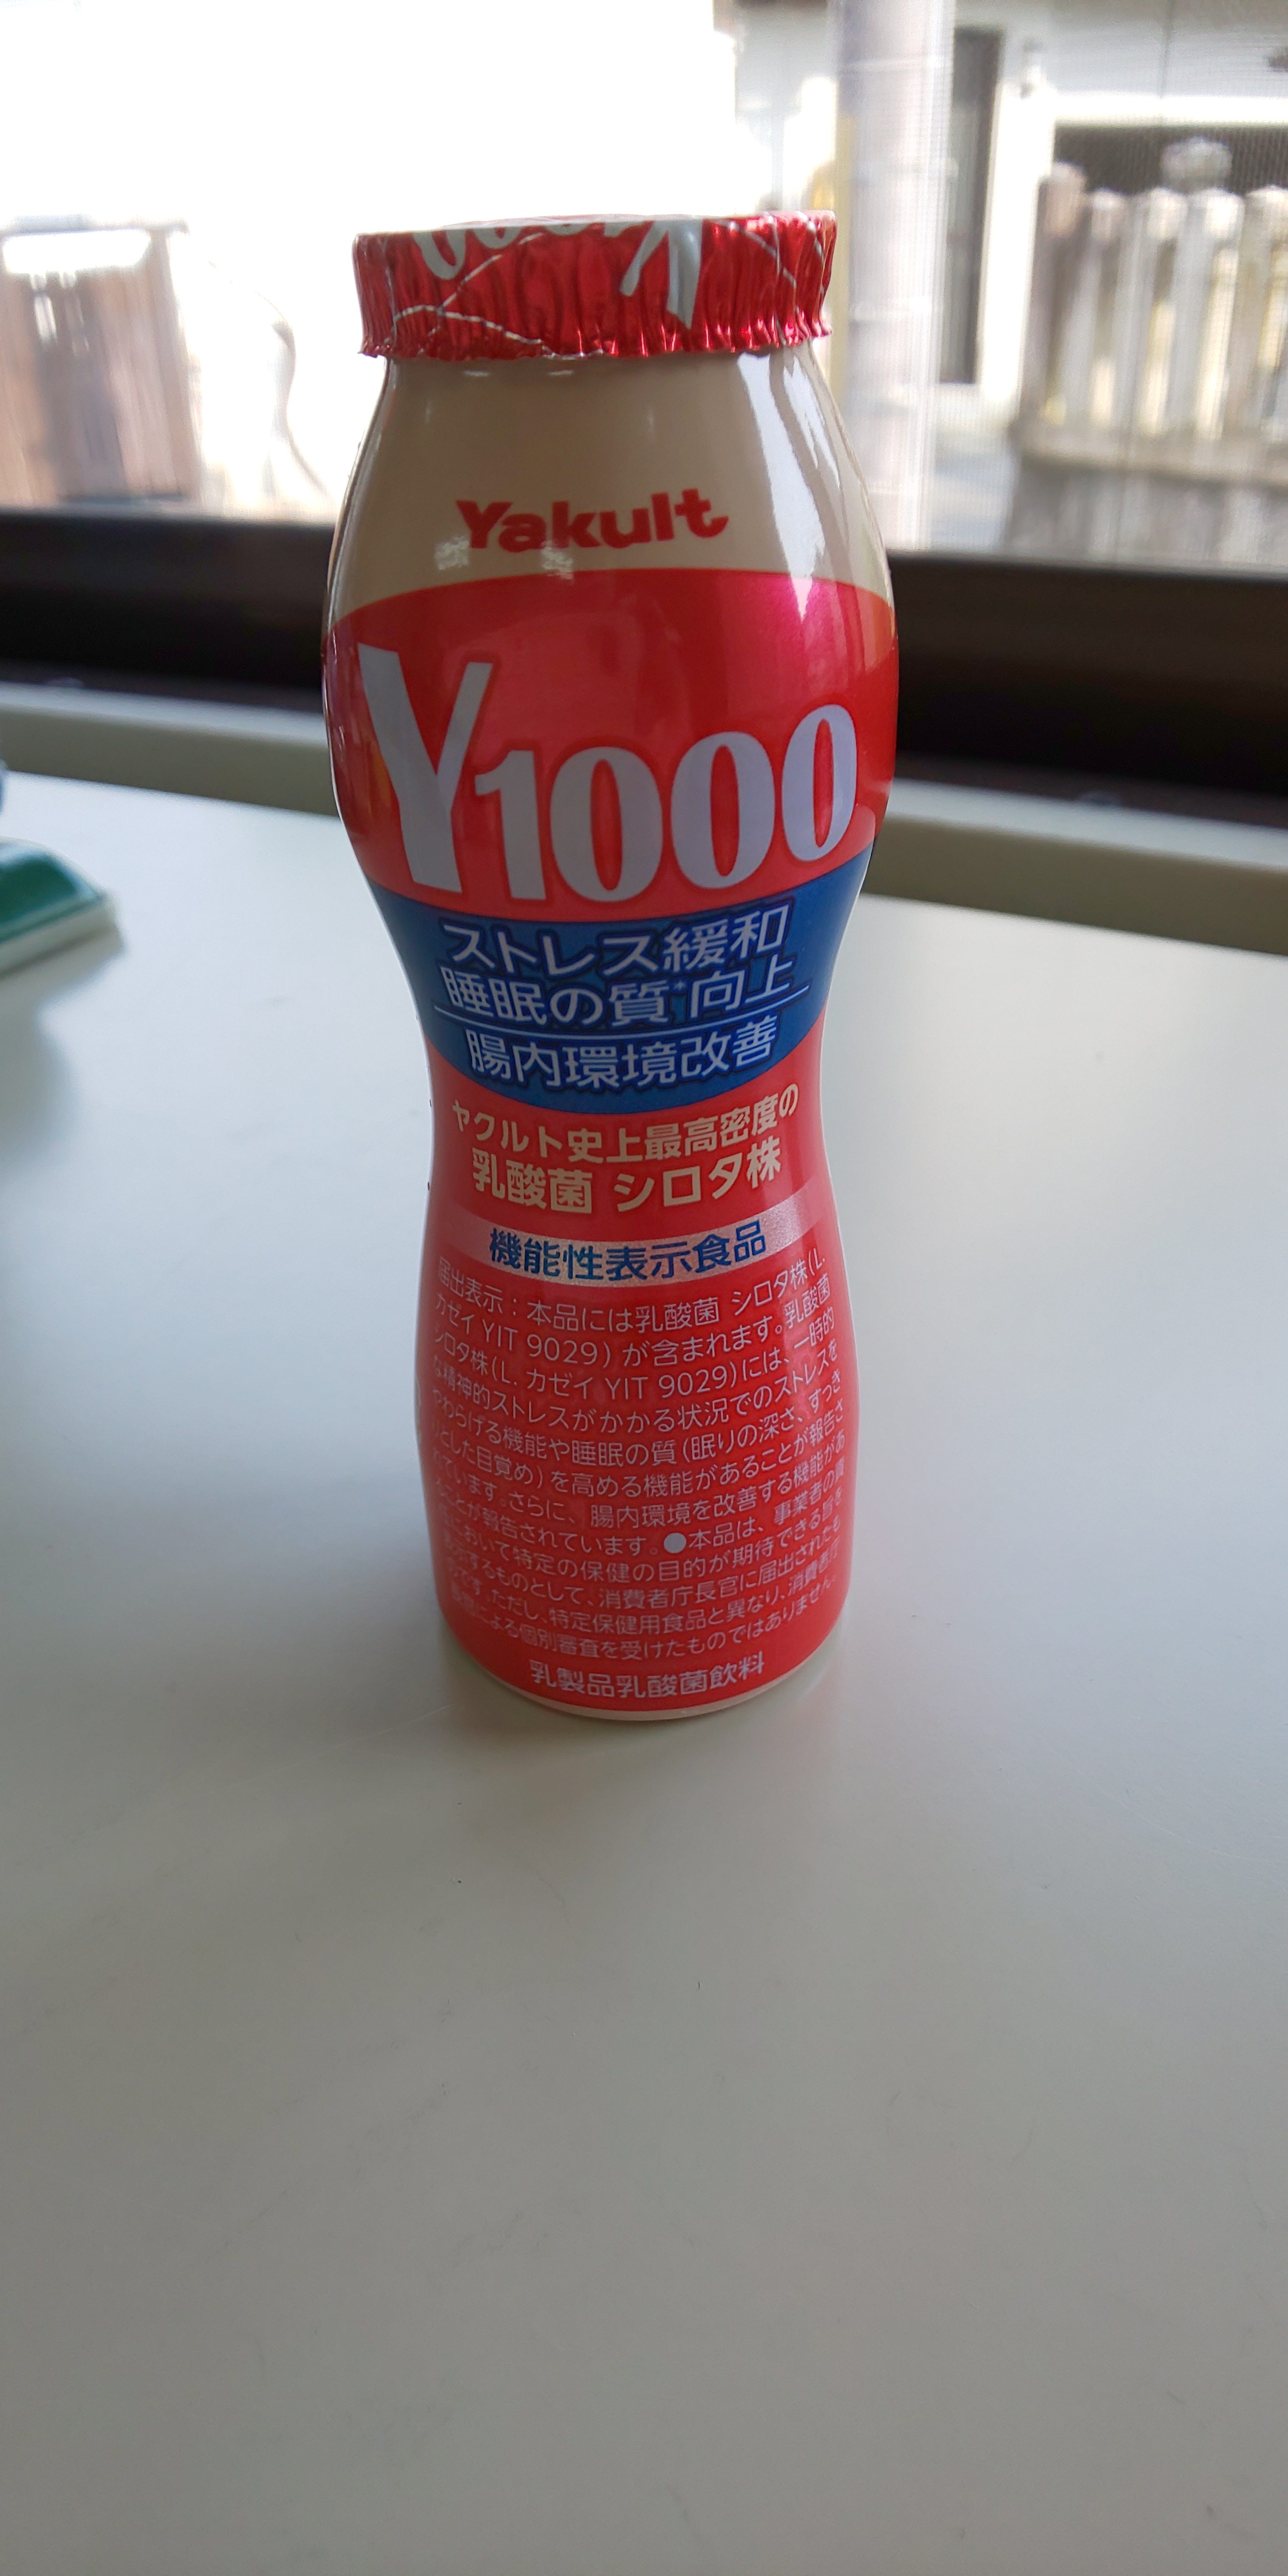 Yakult
Y1000
ストレス緩和
睡眠の質*向上
腸内環境改善
ヤクルト史上最高密度の
乳酸菌 シロタ株
機能性表示食品
届出表示:本品には乳酸菌 シロタ株(L.
カゼイ YIT 9029)が含まれます。乳酸菌
シロタ株(L. カゼイ YIT 9029)には、一時的
な精神的ストレスがかかる状況でのストレスを
やわらげる機能や睡眠の質(眠りの深さ、すっき
りとした目覚め)を高める機能があることが報告さ
れています。さらに、腸内環境を改善する機能があ
ることが報告されています。●本品は、事業者の責
において特定の保健の目的が期待できる旨を
するものとして、消費者庁長官に届出されたも
のです。ただし、特定保健用食品と異なり、消費者庁
による個別審査を受けたものではありません。
乳製品乳酸菌飲料